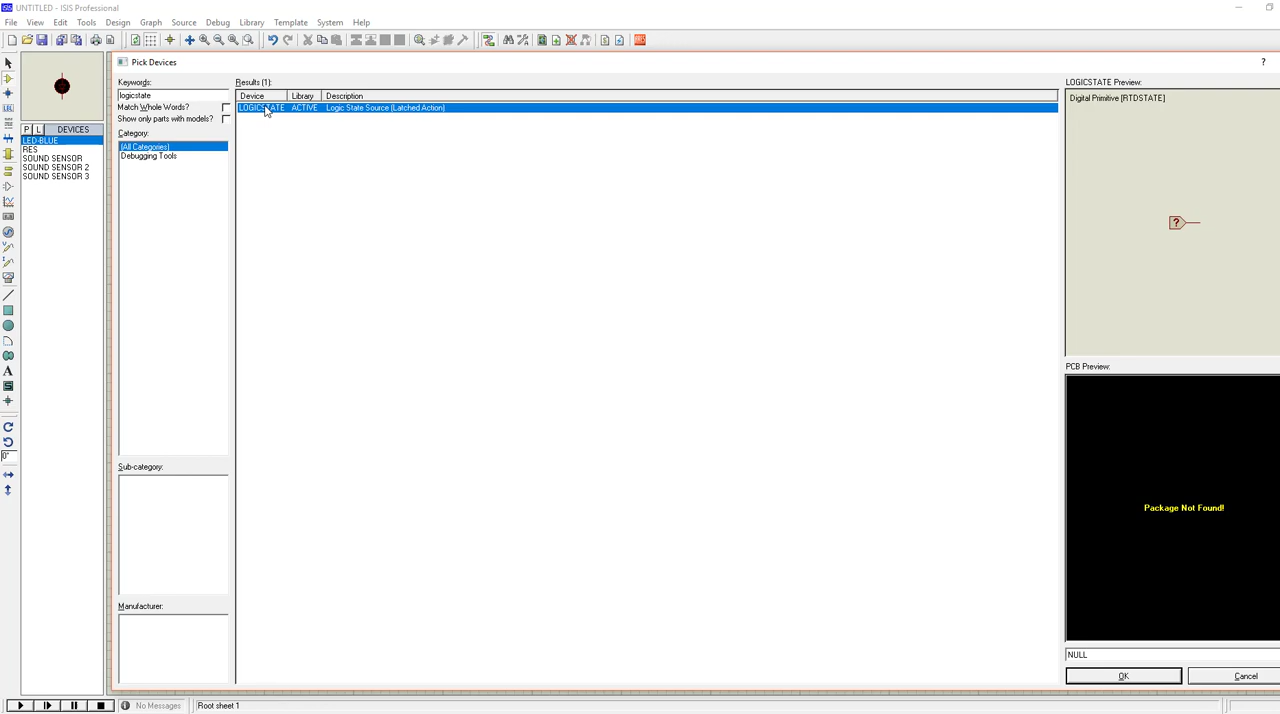 UNTITLED - ISIS Professional
File View Edit Tools Design Graph Source Debug Library Template System Help
Pick Devices ?
Keywords:
logicstate
Match Whole Words?
Show only parts with models?
Category:
(All Categories)
Debugging Tools
Sub-category:
Manufacturer:
Results (1):
Device Library Description
LOGICSTATE ACTIVE Logic State Source (Latched Action)
LOGICSTATE Preview:
Digital Primitive [RTDSTATE]
?
PCB Preview:
Package Not Found!
NULL
OK Cancel
P L DEVICES
LED-BLUE
RES
SOUND SENSOR
SOUND SENSOR 2
SOUND SENSOR 3
No Messages Root sheet 1